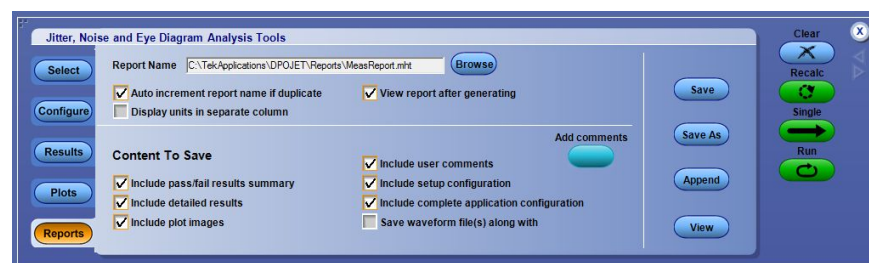 Jitter, Noise and Eye Diagram Analysis Tools
Clear
X
Select
Report Name C:\TekApplications\DPOJET\Reports\MeasReport.mht Browse
Recalc
Auto increment report name if duplicate
View report after generating
Save
Configure
Display units in separate column
Single
Add comments
Save As
Results
Content To Save
Include user comments
Run
Include pass/fail results summary
Include setup configuration
Append
Plots
Include detailed results
Include complete application configuration
Include plot images
Save waveform file(s) along with
View
Reports